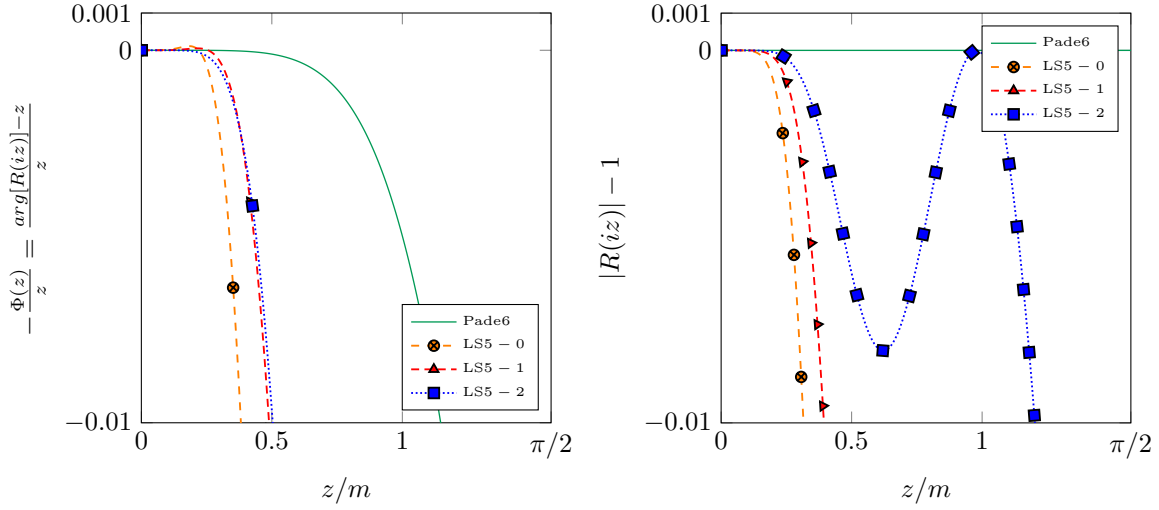 0.001
0
−0.01
0
0.5
1
π/2
z/m
−Φ(z)/z = arg[R(iz)]−z/z
Pade6
LS5 − 0
LS5 − 1
LS5 − 2
0.001
0
−0.01
0
0.5
1
π/2
z/m
|R(iz)| − 1
Pade6
LS5 − 0
LS5 − 1
LS5 − 2